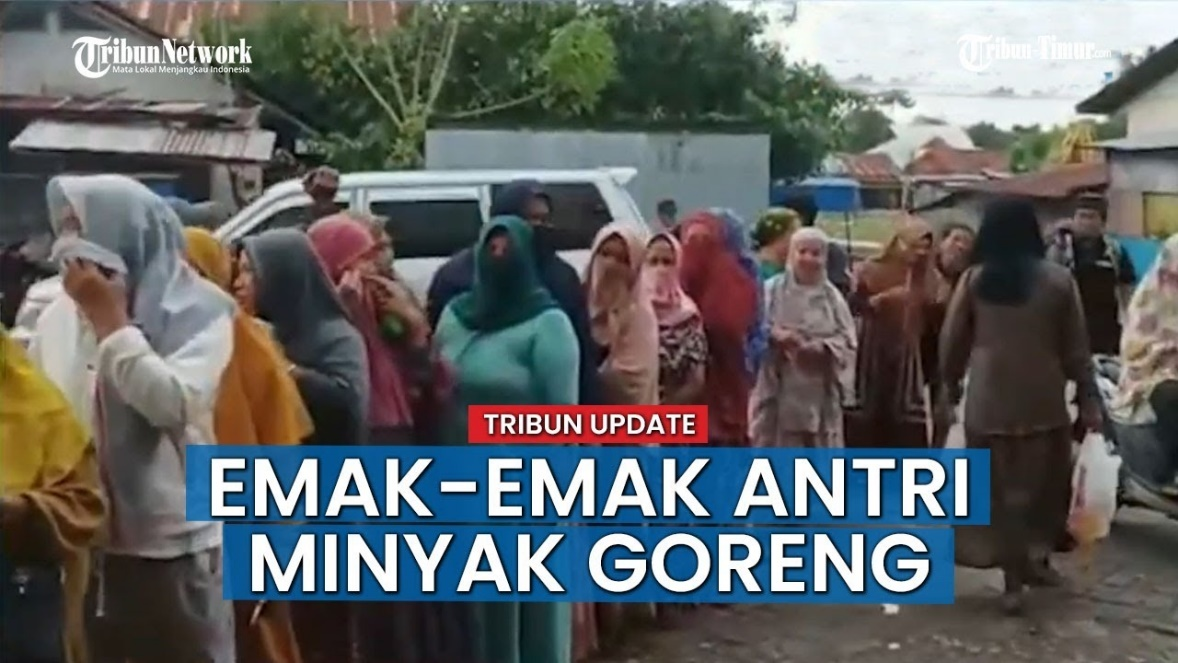 TribunNetwork
Mata Lokal Menjangkau Indonesia
Tribun-Timur.com
TRIBUN UPDATE
EMAK-EMAK ANTRI
MINYAK GORENG